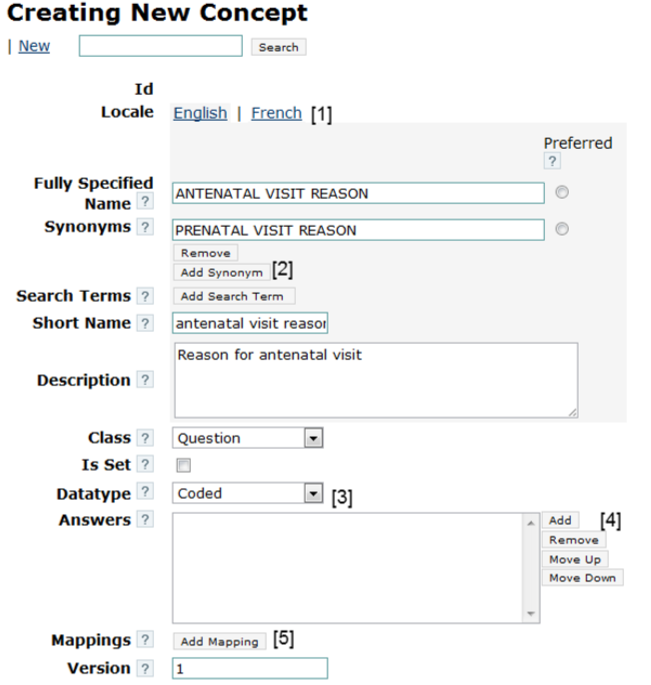 Creating New Concept
| New Search
Id
Locale English | French [1]
Preferred
?
Fully Specified
Name ? ANTENATAL VISIT REASON
Synonyms ? PRENATAL VISIT REASON
Remove
Add Synonym [2]
Search Terms ? Add Search Term
Short Name ? antenatal visit reason
Reason for antenatal visit
Description ?
Class ? Question
Is Set ?
Datatype ? Coded [3]
Answers ? Add [4]
Remove
Move Up
Move Down
Mappings ? Add Mapping [5]
Version ? 1